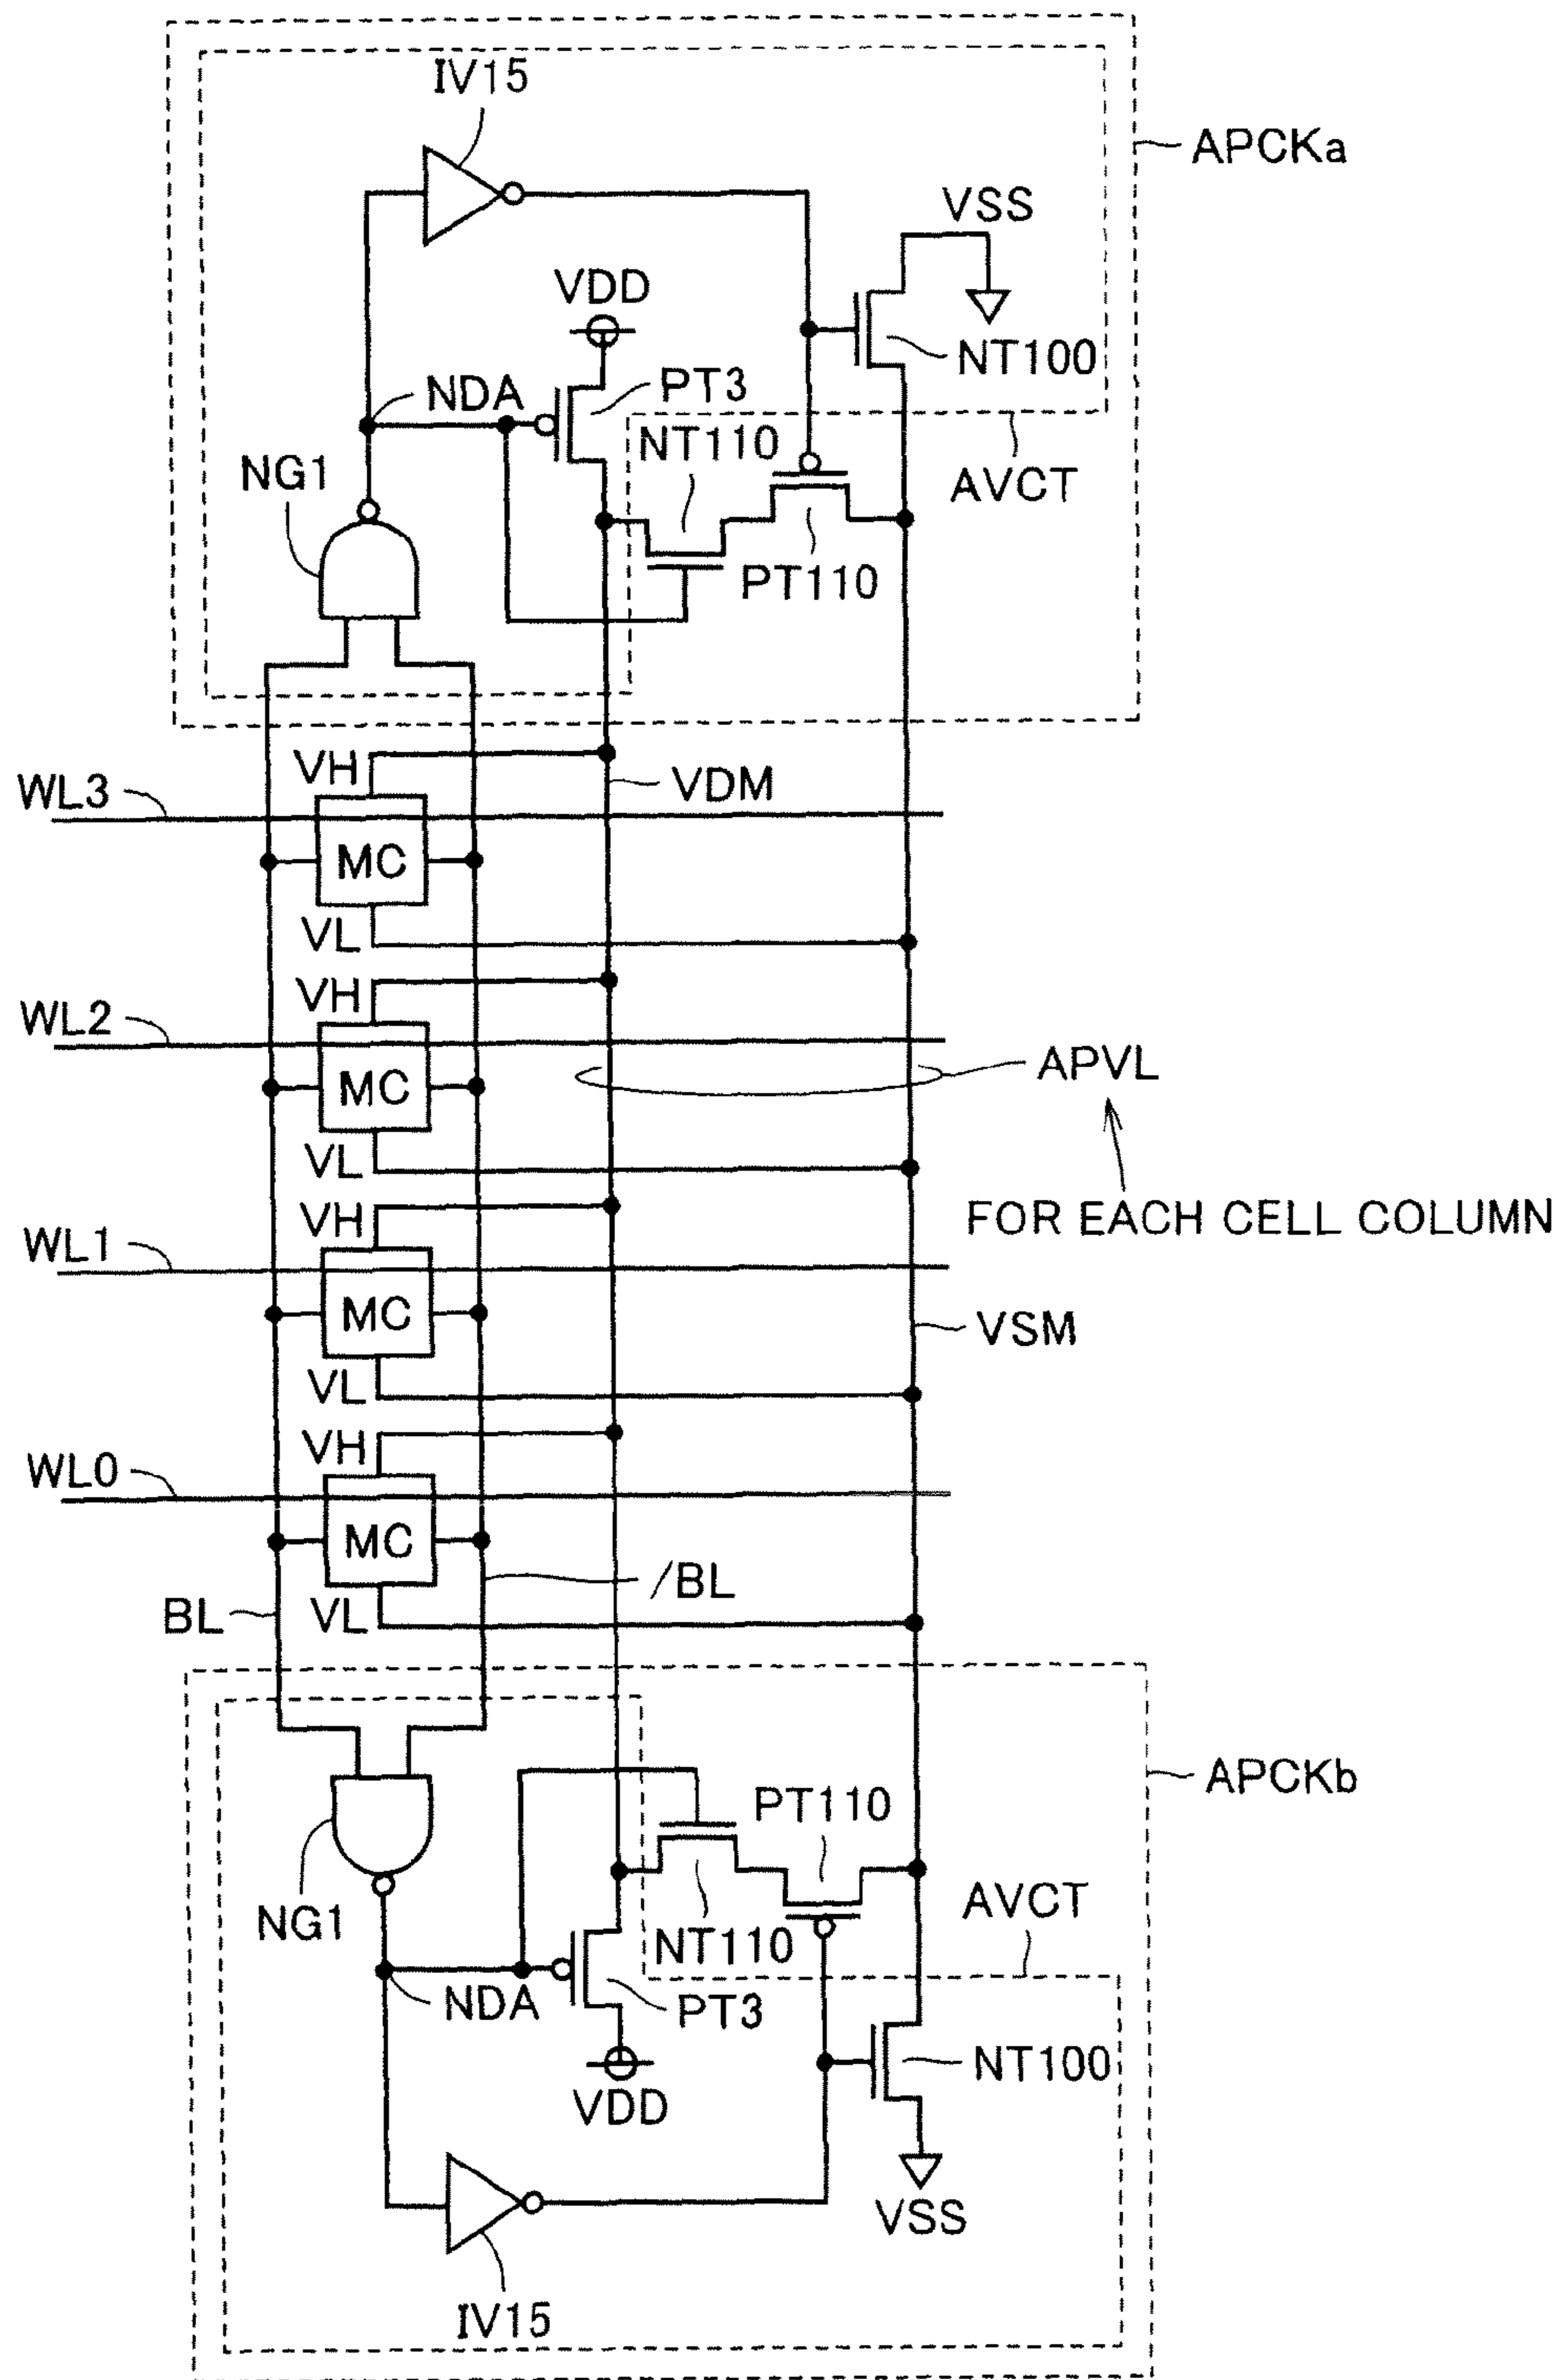 IV15
APCKa
VSS
VDD
NT100
PT3
NDA
NT110
AVCT
NG1
PT110
VH
VDM
WL3
MC
VL
VH
WL2
MC
APVL
VL
VH
FOR EACH CELL COLUMN
WL1
MC
VSM
VL
VH
WL0
MC
/BL
BL
VL
APCKb
PT110
AVCT
NG1
NT110
NDA
PT3
NT100
VDD
VSS
IV15